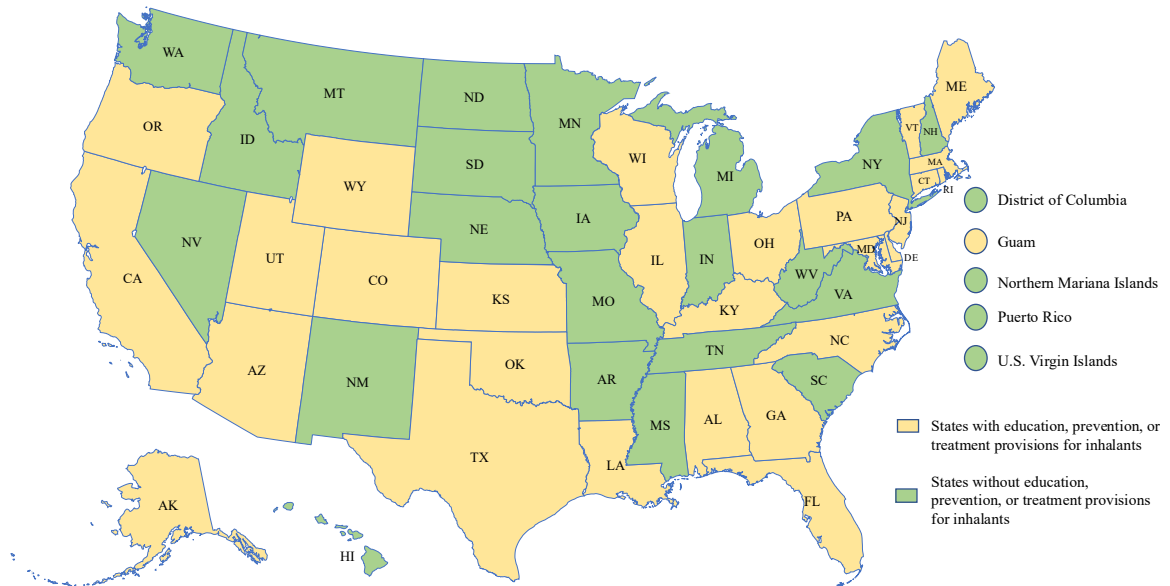 WA
ME
MT
ND
VT
NH
OR
MN
ID
WI
NY
MA
SD
CT
RI
MI
WY
District of Columbia
IA
PA
NJ
NE
Guam
NV
OH
MD
DE
UT
IL
IN
CA
CO
WV
Northern Mariana Islands
VA
KS
MO
KY
Puerto Rico
NC
TN
U.S. Virgin Islands
OK
AZ
NM
AR
SC
GA
MS
AL
States with education, prevention, or
treatment provisions for inhalants
TX
LA
States without education,
prevention, or treatment provisions
for inhalants
AK
FL
HI